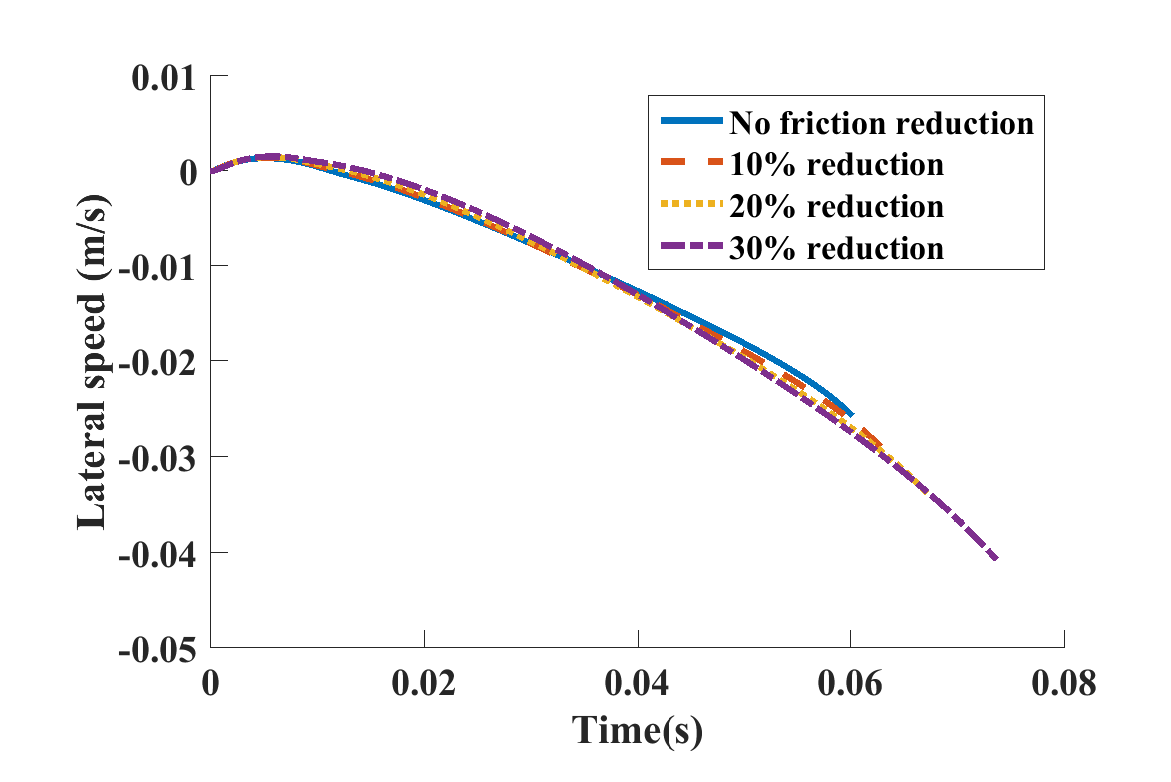 0.01
0
-0.01
-0.02
-0.03
-0.04
-0.05
Lateral speed (m/s)
No friction reduction
10% reduction
20% reduction
30% reduction
0 0.02 0.04 0.06 0.08
Time(s)